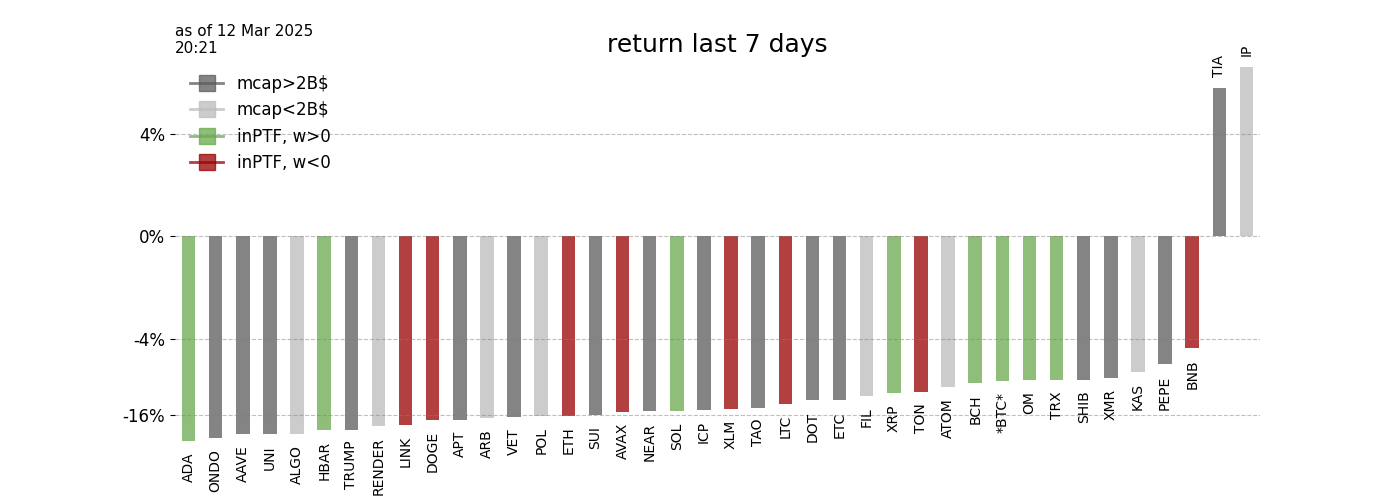 as of 12 Mar 2025
20:21
return last 7 days
mcap>2B$
mcap<2B$
inPTF, w>0
inPTF, w<0
4%
0%
-4%
-16%
ADA
ONDO
AAVE
UNI
ALGO
HBAR
TRUMP
RENDER
LINK
DOGE
APT
ARB
VET
POL
ETH
SUI
AVAX
NEAR
SOL
ICP
XLM
TAO
LTC
DOT
ETC
FIL
XRP
TON
ATOM
BCH
*BTC*
OM
TRX
SHIB
XMR
KAS
PEPE
BNB
TIA
IP